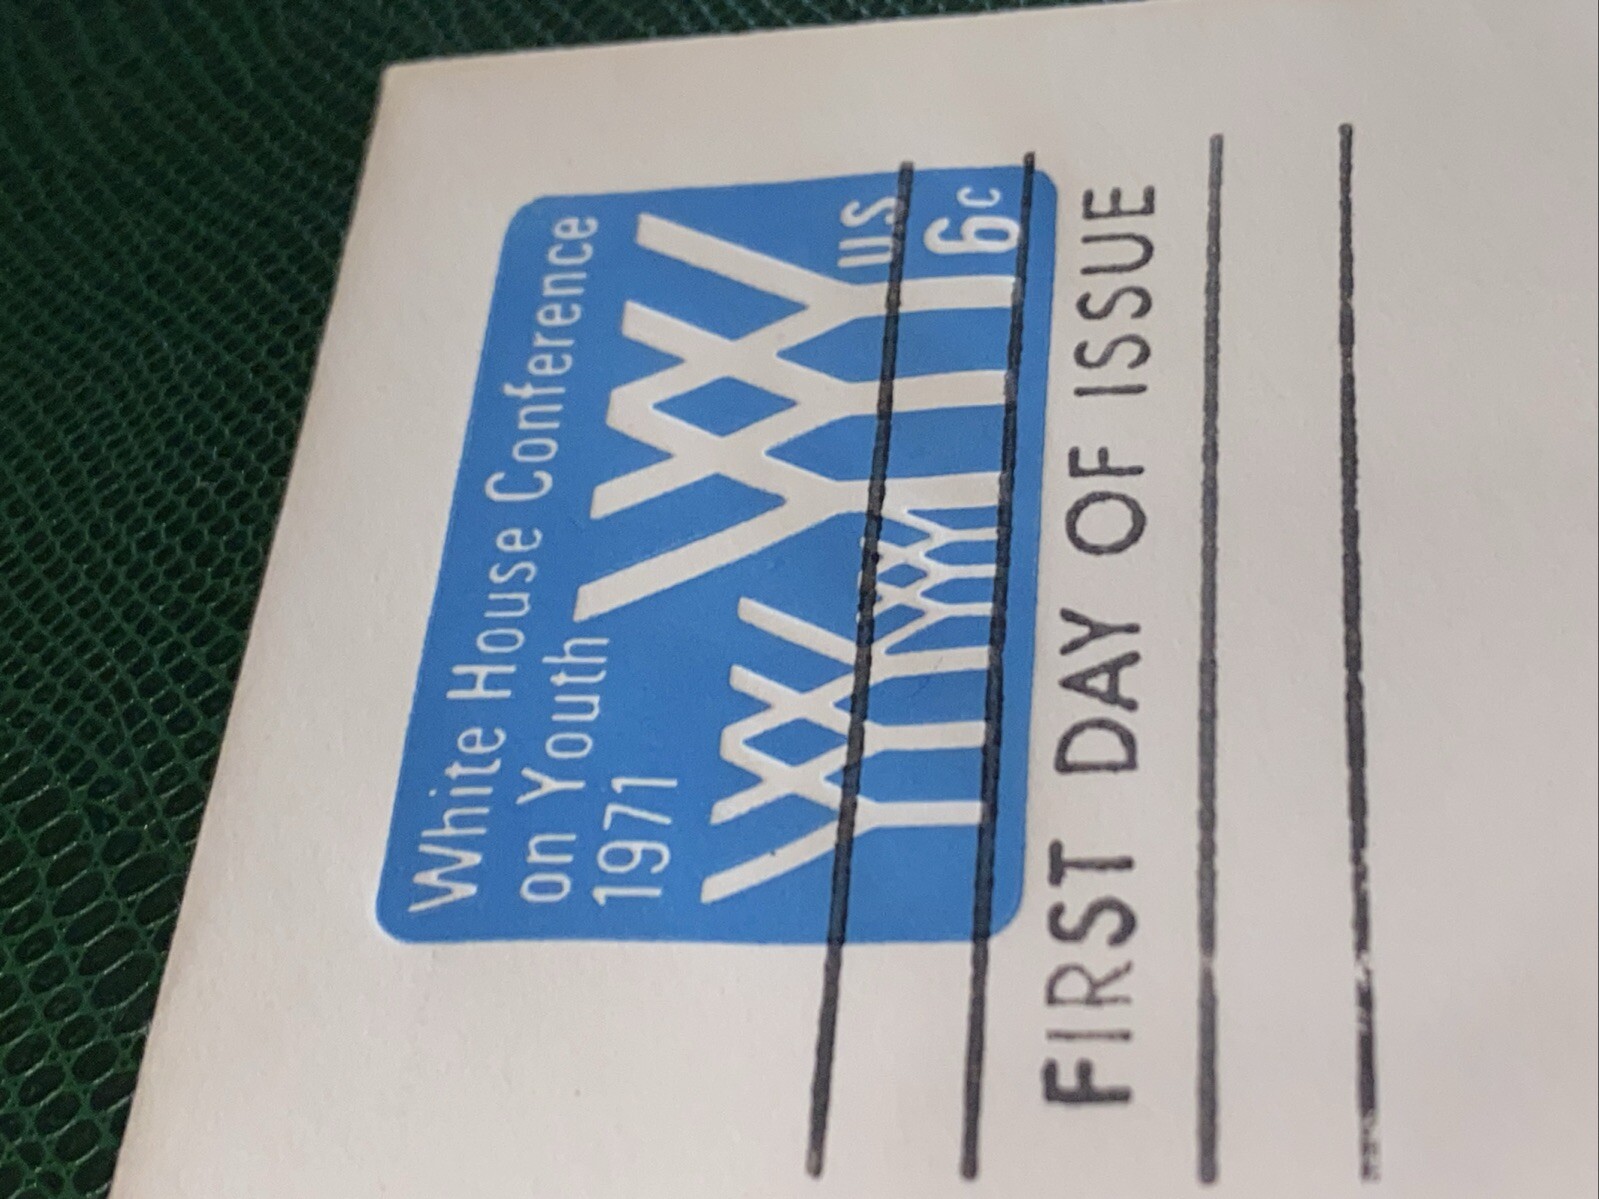 White House Conference
on Youth
1971
US
6c
FIRST DAY OF ISSUE